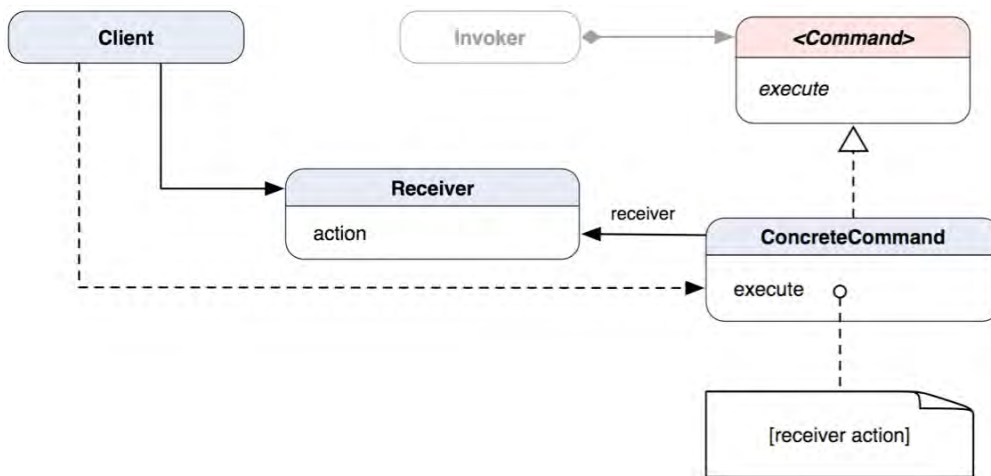 Client
Invoker
<Command>
execute
Receiver
action
receiver
ConcreteCommand
execute
[receiver action]